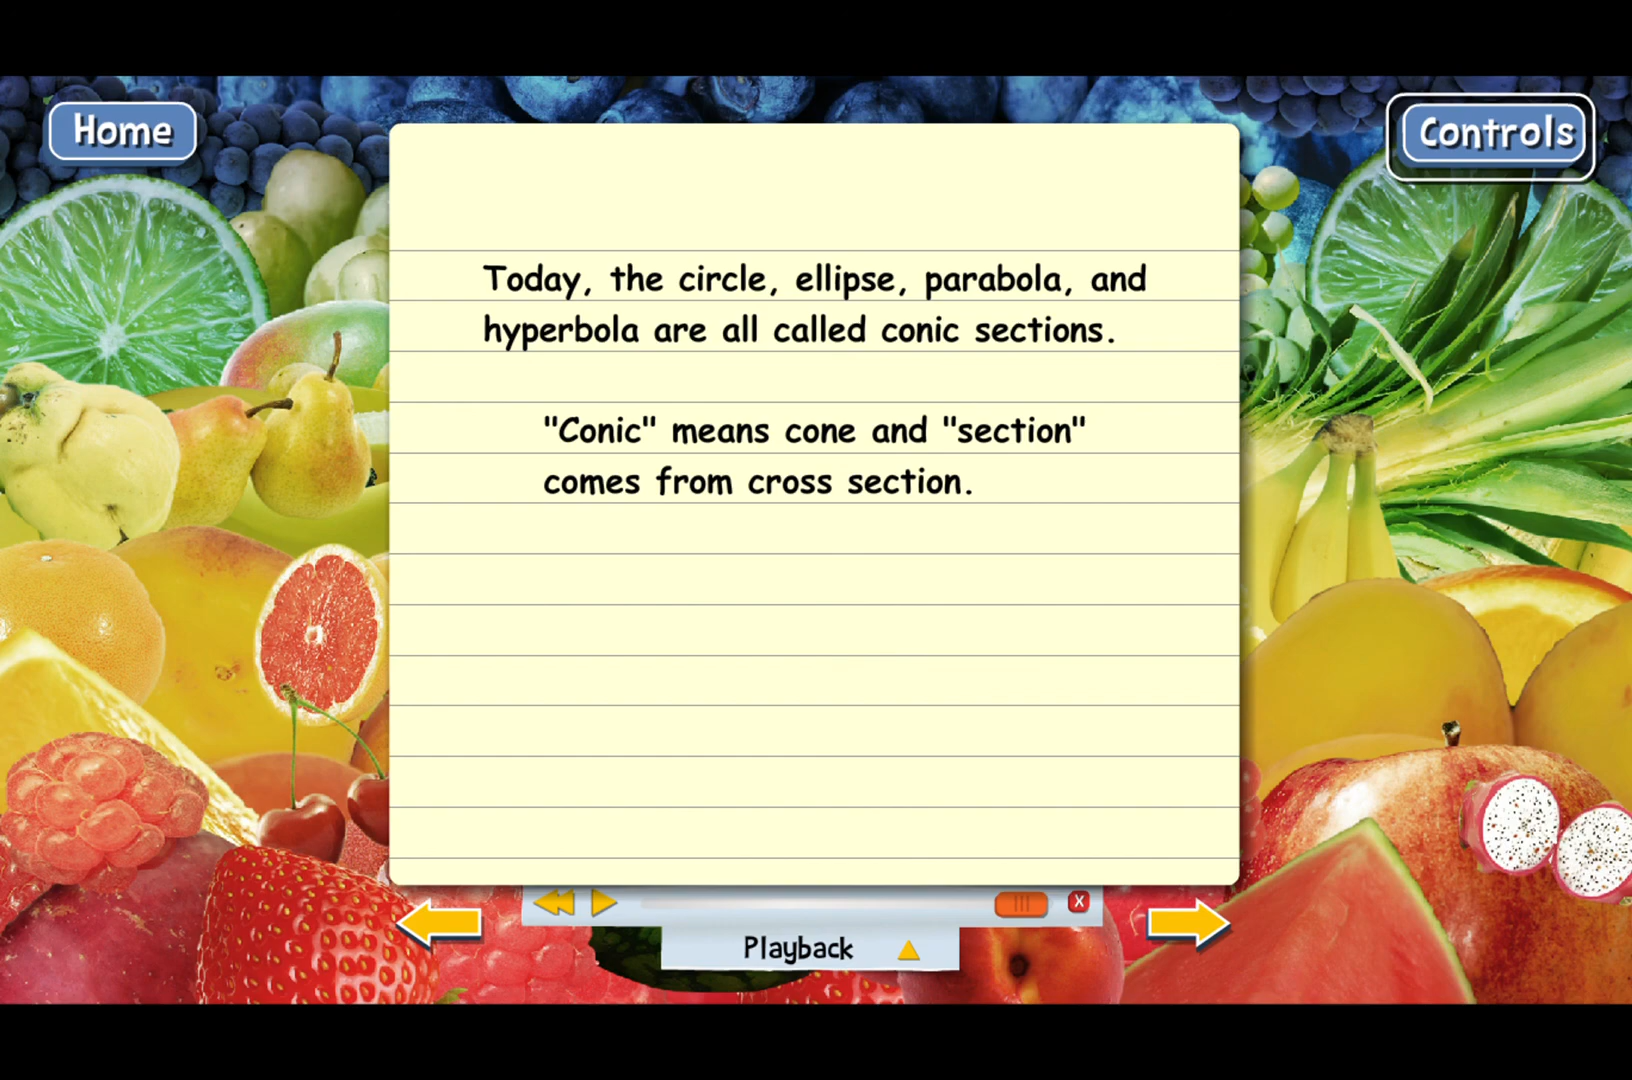 Home
Controls
Today, the circle, ellipse, parabola, and
hyperbola are all called conic sections.
"Conic" means cone and "section"
comes from cross section.
X
Playback